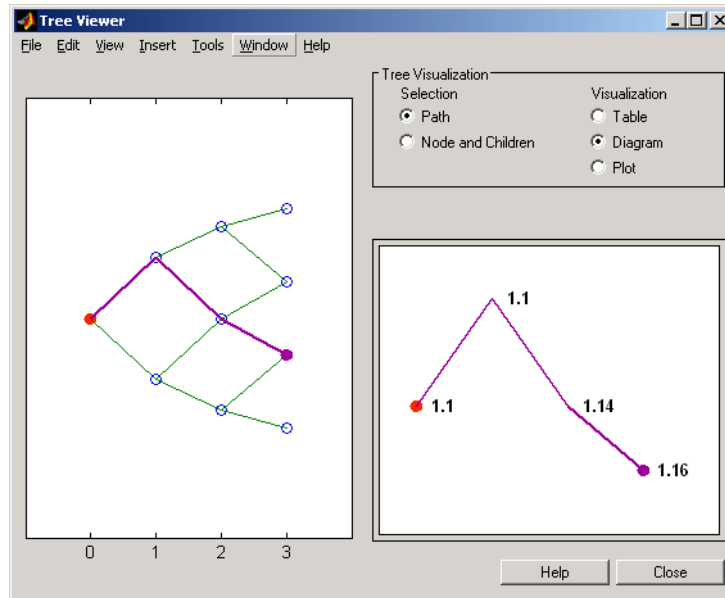 Tree Viewer
File Edit View Insert Tools Window Help
Tree Visualization
Selection
Path
Node and Children
Visualization
Table
Diagram
Plot
0 1 2 3
1.1
1.1
1.14
1.16
Help
Close